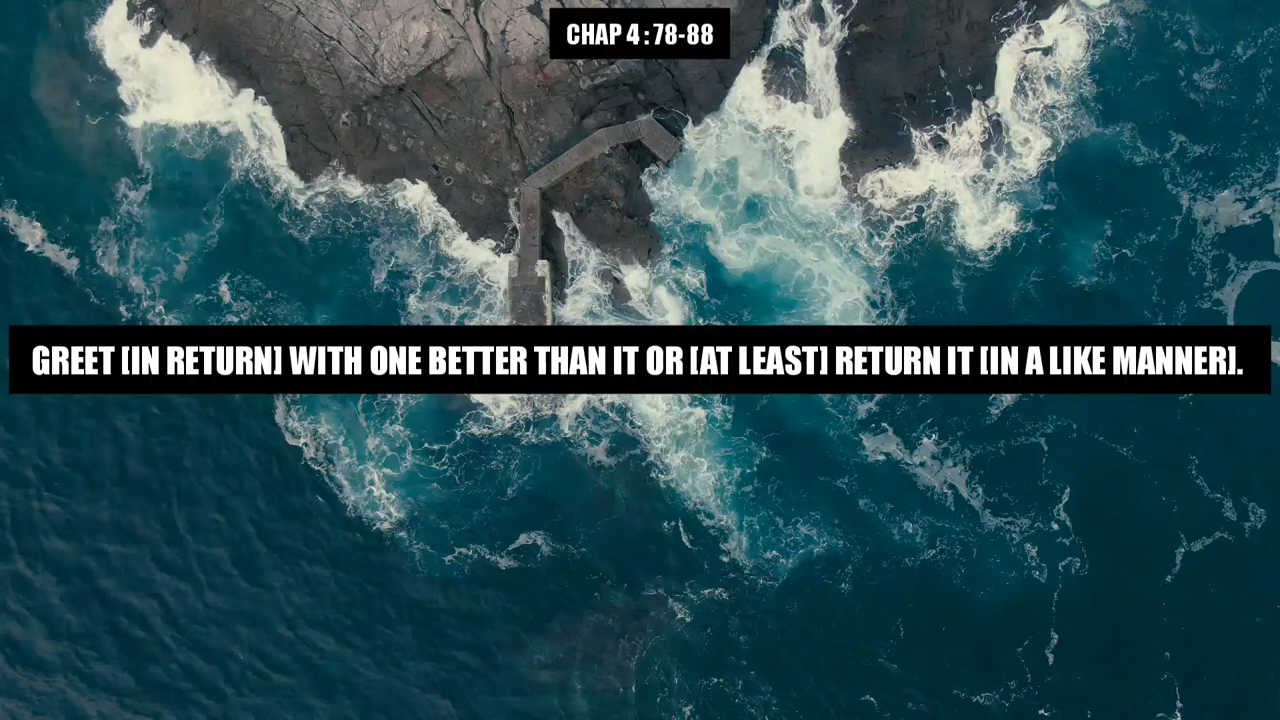 CHAP 4 : 78-88
GREET [IN RETURN] WITH ONE BETTER THAN IT OR [AT LEAST] RETURN IT [IN A LIKE MANNER].